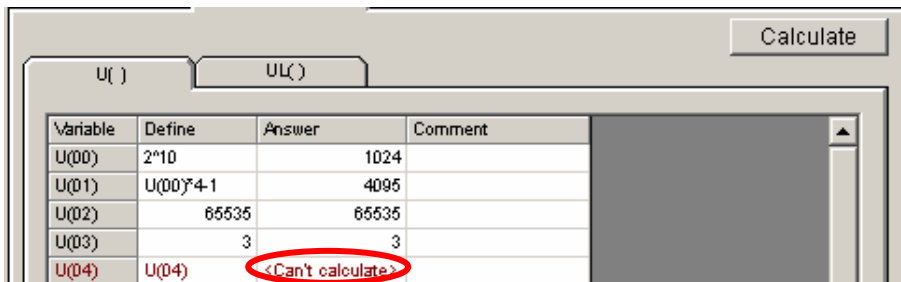 Calculate
U( ) UL( )
Variable Define Answer Comment
U(00) 2^10 1024
U(01) U(00)*4-1 4095
U(02) 65535 65535
U(03) 3 3
U(04) U(04) <Can't calculate>